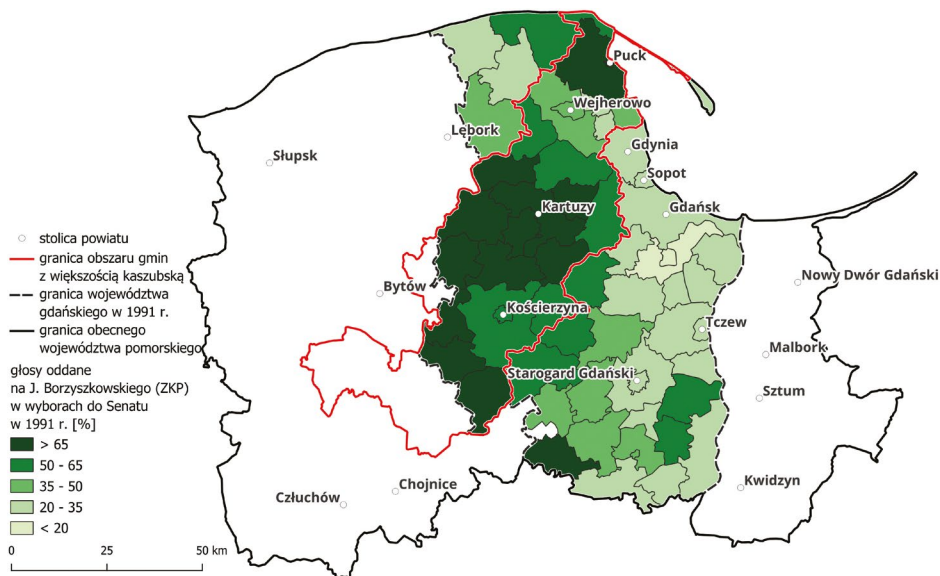 Puck
Wejherowo
Lębork
Gdynia
Słupsk
Sopot
Kartuzy
Gdańsk
stolica powiatu
granica obszaru gmin
z większością kaszubską
granica województwa
gdańskiego w 1991 r.
granica obecnego
województwa pomorskiego
Bytów
Nowy Dwór Gdański
Kościerzyna
Tczew
Malbork
głosy oddane
na J. Borzyszkowskiego (ZKP)
w wyborach do Senatu
w 1991 r. [%]
Starogard Gdański
Sztum
> 65
50 - 65
35 - 50
20 - 35
< 20
Chojnice
Człuchów
Kwidzyn
0 25 50 km